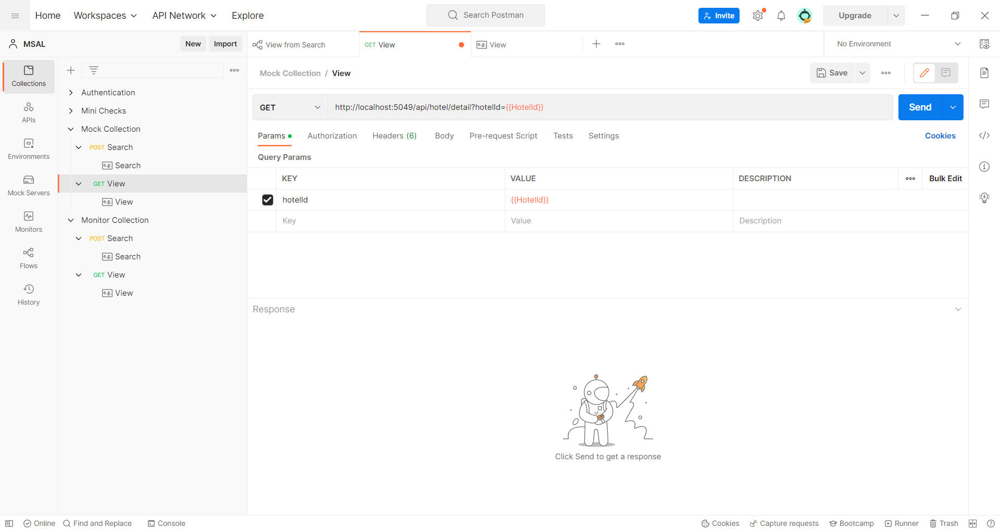 Home Workspaces API Network Explore Search Postman Invite Upgrade
MSAL New Import View from Search GET View e.g. View No Environment
Collections
APIs
Environments
Mock Servers
Monitors
Flows
History
Authentication
Mini Checks
Mock Collection
POST Search
e.g. Search
GET View
e.g. View
Monitor Collection
POST Search
e.g. Search
GET View
e.g. View
Mock Collection / View Save
GET http://localhost:5049/api/hotel/detail?hotelId={{HotelId}} Send
Params Authorization Headers (6) Body Pre-request Script Tests Settings Cookies
Query Params
KEY VALUE DESCRIPTION Bulk Edit
hotelId {{HotelId}}
Key Value Description
Response
Click Send to get a response
Online Find and Replace Console Cookies Capture requests Bootcamp Runner Trash